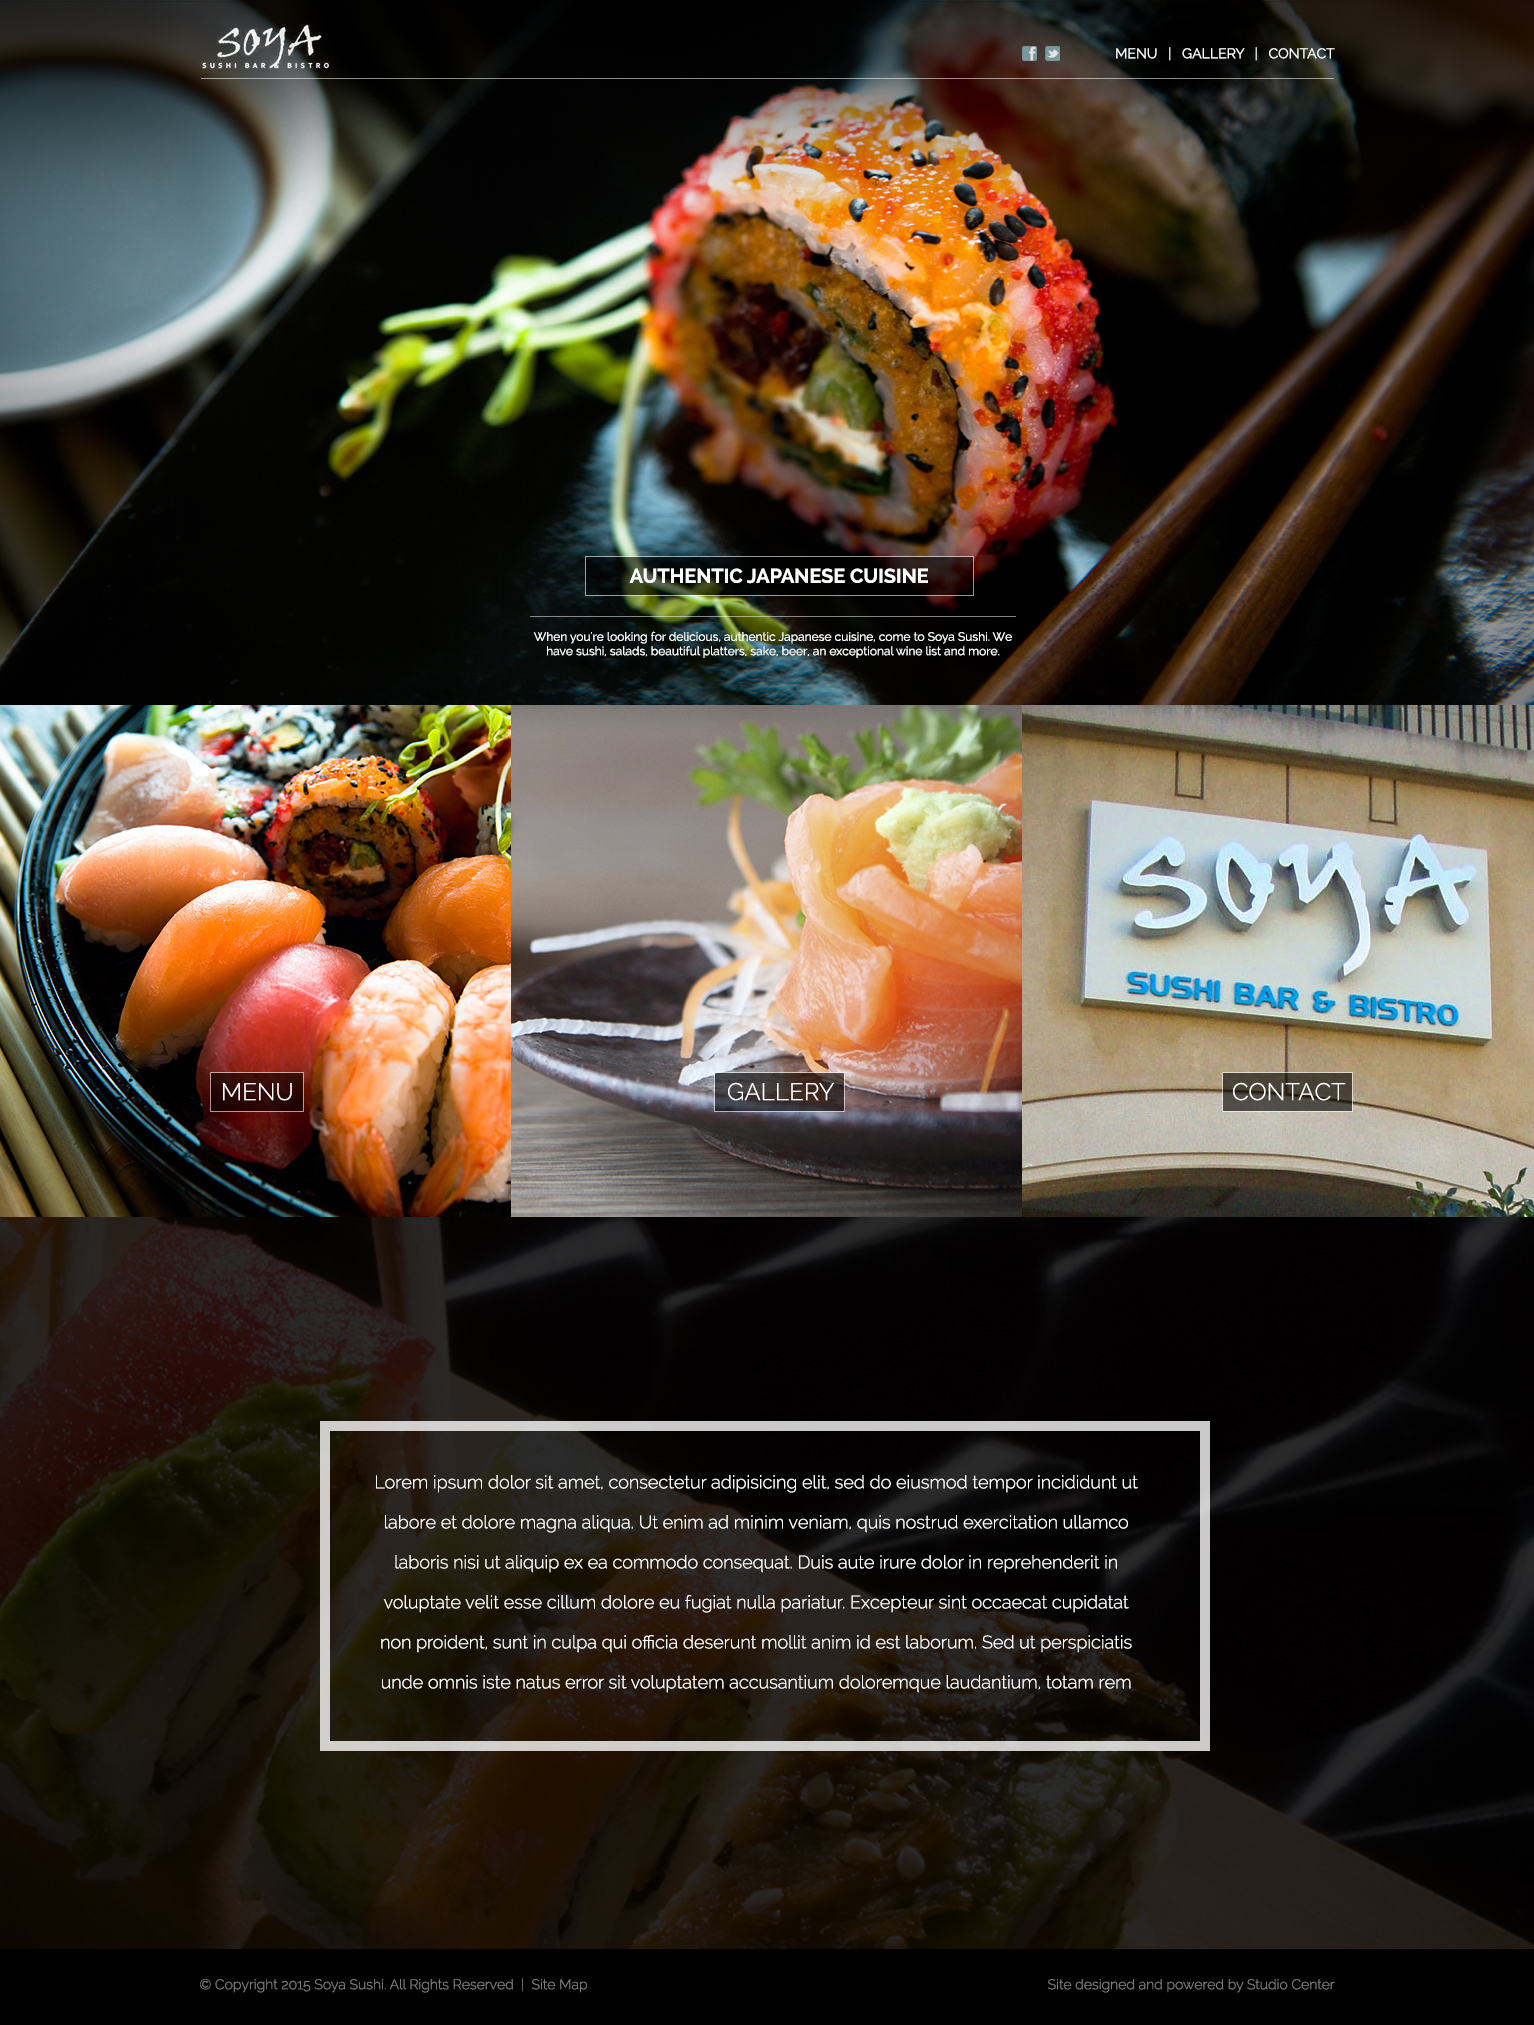 SOYA
SUSHI BAR & BISTRO
MENU | GALLERY | CONTACT
AUTHENTIC JAPANESE CUISINE
When you're looking for delicious, authentic Japanese cuisine, come to Soya Sushi. We
have sushi, salads, beautiful platters, sake, beer, an exceptional wine list and more.
SOYA
SUSHI BAR & BISTRO
MENU
GALLERY
CONTACT
Lorem ipsum dolor sit amet, consectetur adipisicing elit, sed do eiusmod tempor incididunt ut
labore et dolore magna aliqua. Ut enim ad minim veniam, quis nostrud exercitation ullamco
laboris nisi ut aliquip ex ea commodo consequat. Duis aute irure dolor in reprehenderit in
voluptate velit esse cillum dolore eu fugiat nulla pariatur. Excepteur sint occaecat cupidatat
non proident, sunt in culpa qui officia deserunt mollit anim id est laborum. Sed ut perspiciatis
unde omnis iste natus error sit voluptatem accusantium doloremque laudantium, totam rem
© Copyright 2015 Soya Sushi. All Rights Reserved | Site Map
Site designed and powered by Studio Center